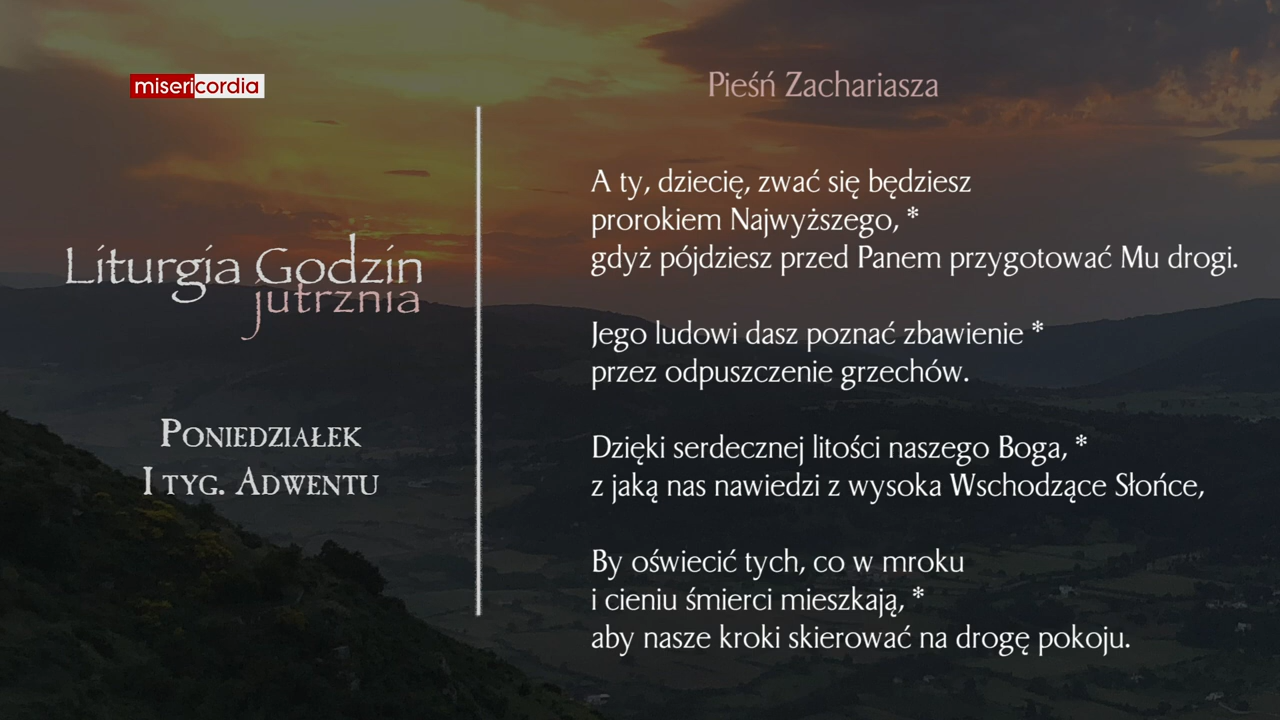 misericordia
Liturgia Godzin
jutrznia
Poniedziałek
I tyg. Adwentu
Pieśń Zachariasza
A ty, dziecię, zwać się będziesz
prorokiem Najwyższego, *
gdyż pójdziesz przed Panem przygotować Mu drogi.
Jego ludowi dasz poznać zbawienie *
przez odpuszczenie grzechów.
Dzięki serdecznej litości naszego Boga, *
z jaką nas nawiedzi z wysoka Wschodzące Słońce,
By oświecić tych, co w mroku
i cieniu śmierci mieszkają, *
aby nasze kroki skierować na drogę pokoju.